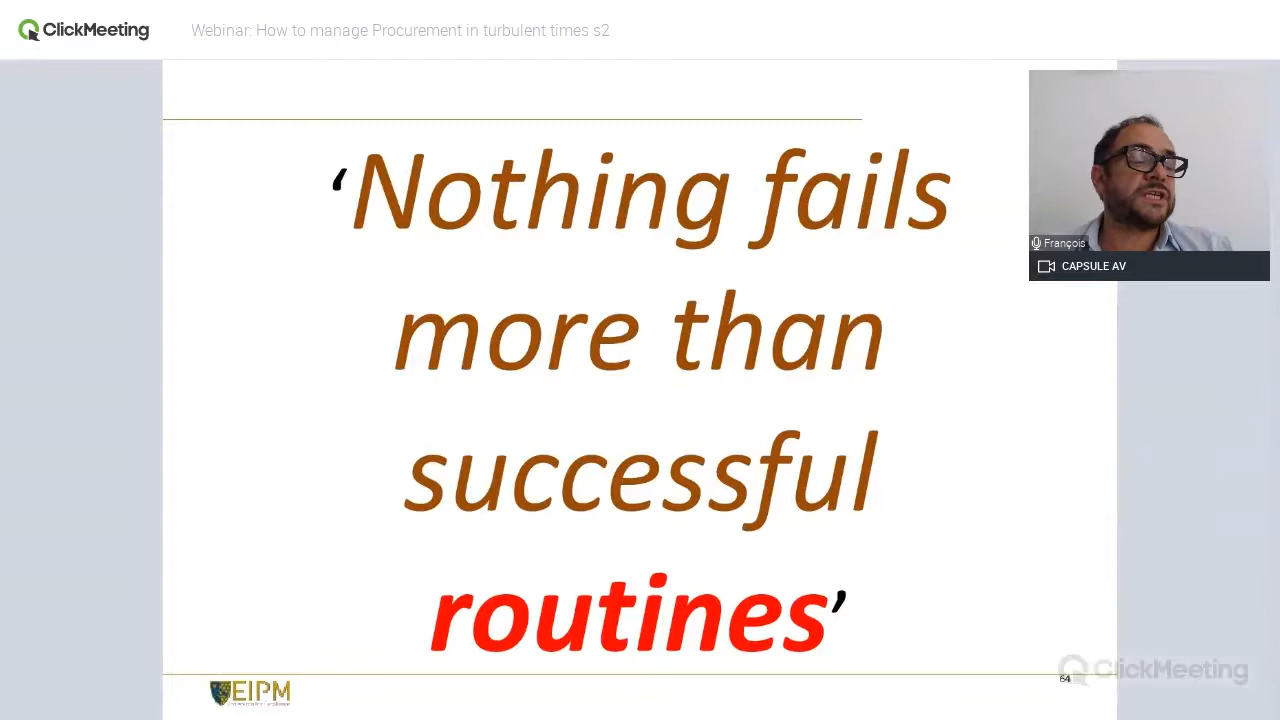 ClickMeeting
Webinar: How to manage Procurement in turbulent times s2
‘Nothing fails
more than
successful
routines’
François
CAPSULE AV
EIPM
64
ClickMeeting